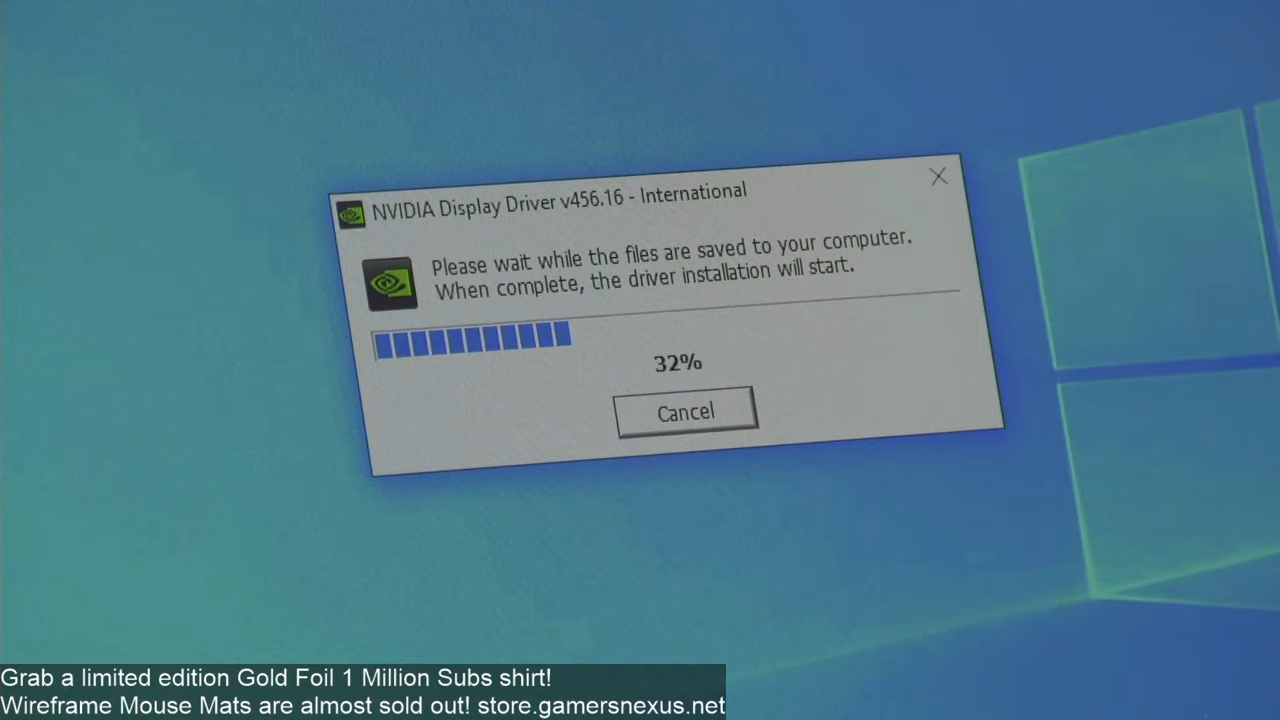 NVIDIA Display Driver v456.16 - International
Please wait while the files are saved to your computer.
When complete, the driver installation will start.
32%
Cancel
Grab a limited edition Gold Foil 1 Million Subs shirt!
Wireframe Mouse Mats are almost sold out! store.gamersnexus.net